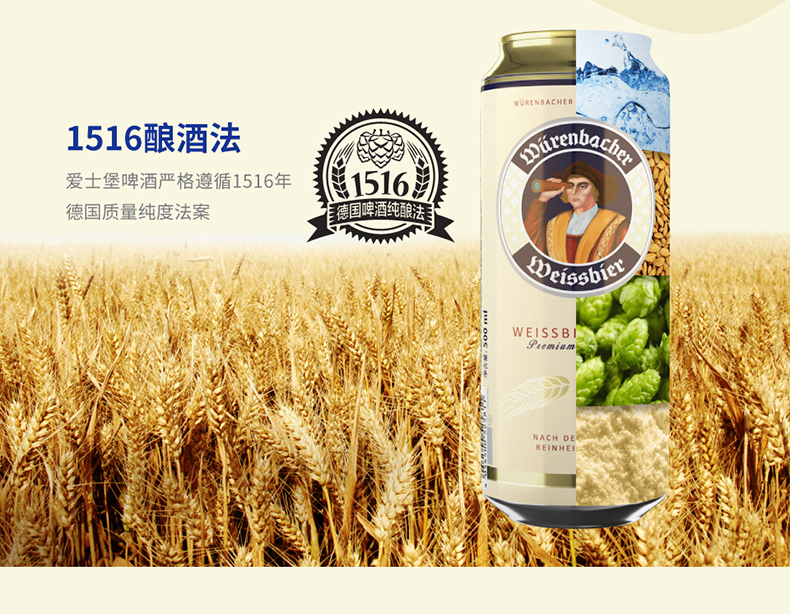 1516酿酒法
爱士堡啤酒严格遵循1516年
德国质量纯度法案
1516
德国啤酒纯酿法
WÜRENBACHER
Würenbacher
Weissbier
WEISSBI
Premium
500 ml
NACH DE
REINHEI